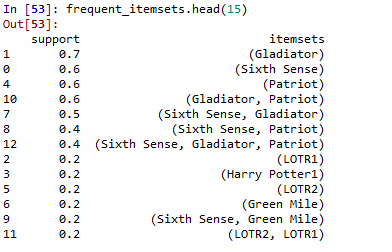 In [53]: frequent_itemsets.head(15)
Out[53]:
support itemsets
1 0.7 (Gladiator)
0 0.6 (Sixth Sense)
4 0.6 (Patriot)
10 0.6 (Gladiator, Patriot)
7 0.5 (Sixth Sense, Gladiator)
8 0.4 (Sixth Sense, Patriot)
12 0.4 (Sixth Sense, Gladiator, Patriot)
2 0.2 (LOTR1)
3 0.2 (Harry Potter1)
5 0.2 (LOTR2)
6 0.2 (Green Mile)
9 0.2 (Sixth Sense, Green Mile)
11 0.2 (LOTR2, LOTR1)